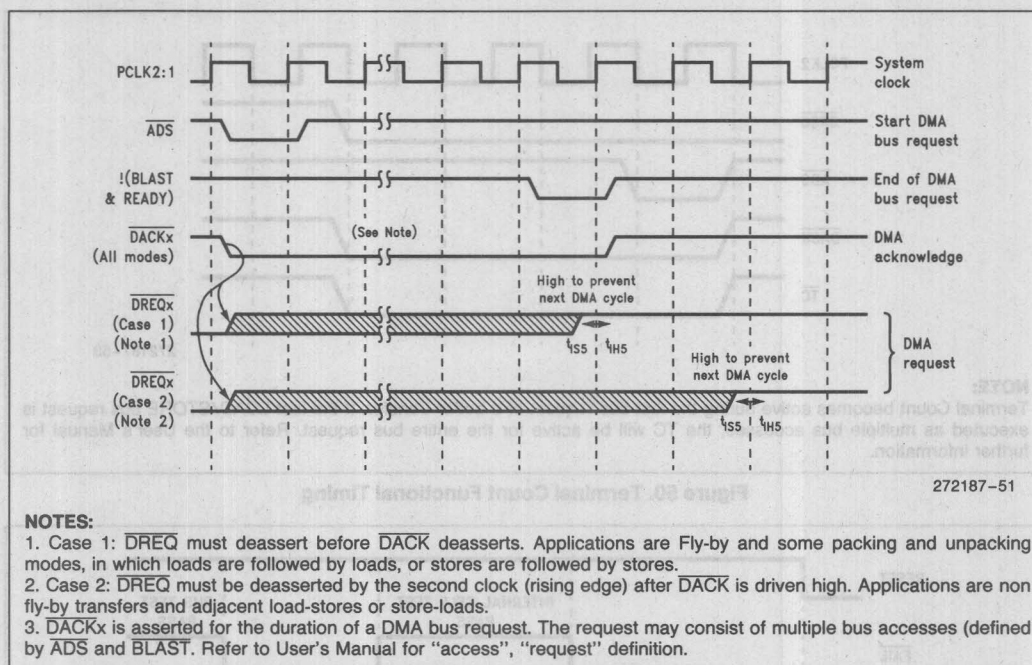 PCLK2:1
System
clock
ADS
Start DMA
bus request
!(BLAST
& READY)
End of DMA
bus request
DACKx
(All modes)
(See Note)
DMA
acknowledge
High to prevent
next DMA cycle
DREQx
(Case 1)
(Note 1)
tIS5 tIH5
DMA
request
High to prevent
next DMA cycle
DREQx
(Case 2)
(Note 2)
tIS5 tIH5
272187-51
NOTES:
1. Case 1: DREQ must deassert before DACK deasserts. Applications are Fly-by and some packing and unpacking
modes, in which loads are followed by loads, or stores are followed by stores.
2. Case 2: DREQ must be deasserted by the second clock (rising edge) after DACK is driven high. Applications are non
fly-by transfers and adjacent load-stores or store-loads.
3. DACKx is asserted for the duration of a DMA bus request. The request may consist of multiple bus accesses (defined
by ADS and BLAST. Refer to User's Manual for "access", "request" definition.